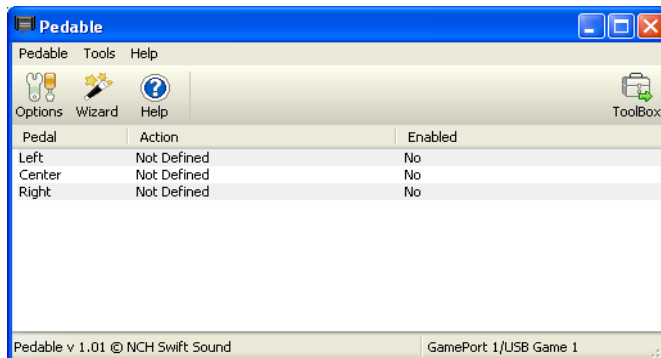 Pedable
Pedable Tools Help
Options Wizard Help ToolBox
Pedal Action Enabled
Left Not Defined No
Center Not Defined No
Right Not Defined No
Pedable v 1.01 © NCH Swift Sound GamePort 1/USB Game 1